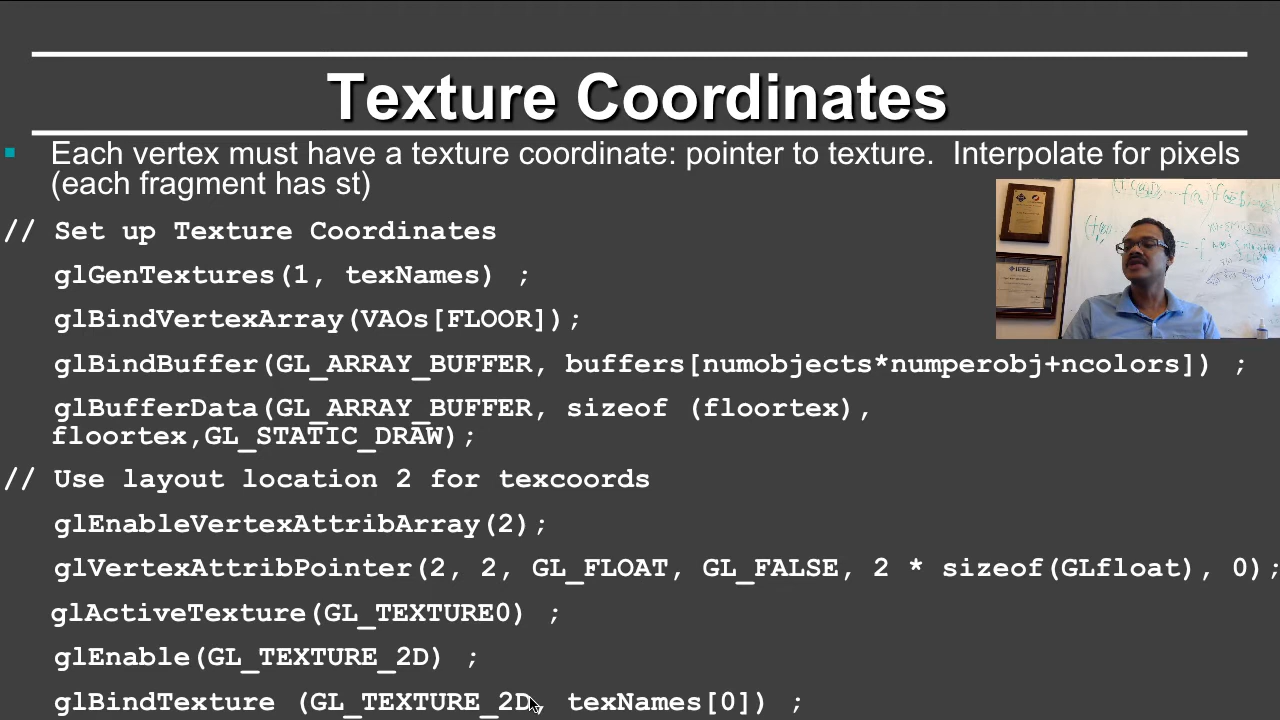 Texture Coordinates
Each vertex must have a texture coordinate: pointer to texture.  Interpolate for pixels
(each fragment has st)
// Set up Texture Coordinates
glGenTextures(1, texNames) ;
glBindVertexArray(VAOs[FLOOR]);
IEEE
glBindBuffer(GL_ARRAY_BUFFER, buffers[numobjects*numperobj+ncolors]) ;
glBufferData(GL_ARRAY_BUFFER, sizeof (floortex),
floortex,GL_STATIC_DRAW);
// Use layout location 2 for texcoords
glEnableVertexAttribArray(2);
glVertexAttribPointer(2, 2, GL_FLOAT, GL_FALSE, 2 * sizeof(GLfloat), 0);
glActiveTexture(GL_TEXTURE0) ;
glEnable(GL_TEXTURE_2D) ;
glBindTexture (GL_TEXTURE_2D, texNames[0]) ;